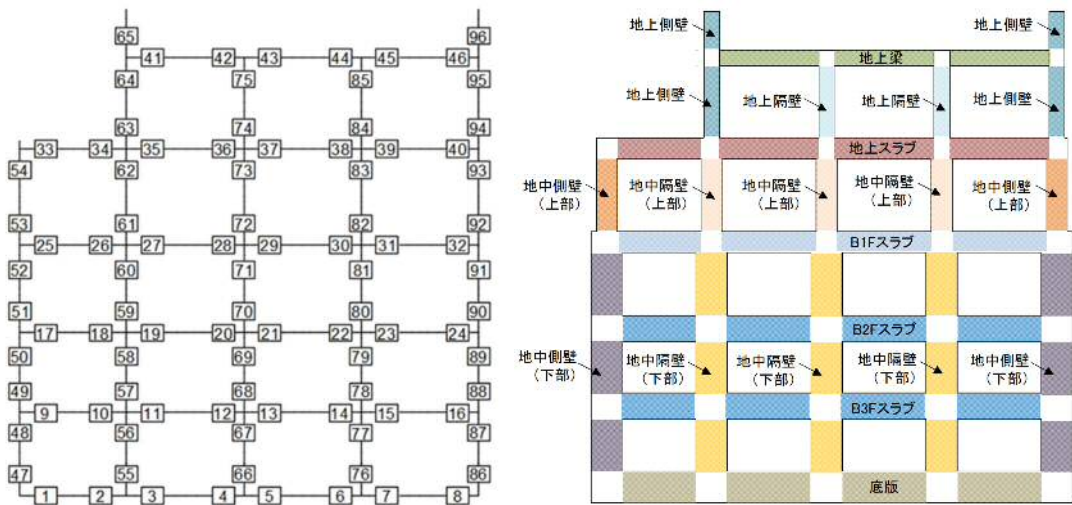 65
96
41 42 43 44 45 46
64 75 85 95
63 74 84 94
33 34 35 36 37 38 39 40
54 62 73 83 93
53 61 72 82 92
25 26 27 28 29 30 31 32
52 60 71 81 91
51 59 70 80 90
17 18 19 20 21 22 23 24
50 58 69 79 89
49 57 68 78 88
9 10 11 12 13 14 15 16
48 56 67 77 87
47 55 66 76 86
1 2 3 4 5 6 7 8
地上側壁
地上側壁
地上梁
地上側壁
地上隔壁
地上隔壁
地上側壁
地上スラブ
地中側壁
(上部)
地中隔壁
(上部)
地中隔壁
(上部)
地中隔壁
(上部)
地中側壁
(上部)
B1Fスラブ
B2Fスラブ
地中側壁
(下部)
地中隔壁
(下部)
地中隔壁
(下部)
地中隔壁
(下部)
地中側壁
(下部)
B3Fスラブ
底版